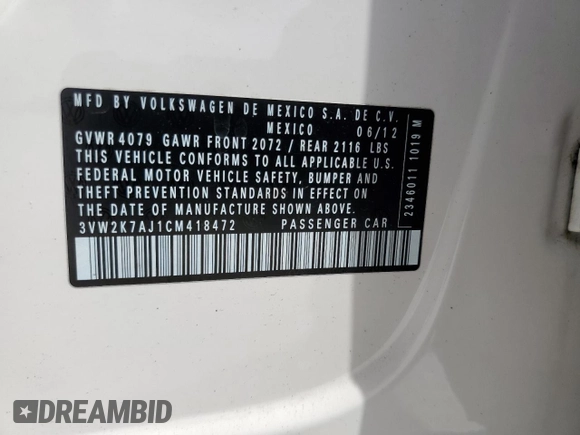 MFD BY VOLKSWAGEN DE MEXICO S.A. DE C.V.
MEXICO 06/12
GVWR 4079 GAWR FRONT 2072 / REAR 2116 LBS
THIS VEHICLE CONFORMS TO ALL APPLICABLE U.S.
FEDERAL MOTOR VEHICLE SAFETY, BUMPER AND
THEFT PREVENTION STANDARDS IN EFFECT ON
THE DATE OF MANUFACTURE SHOWN ABOVE.
3VW2K7AJ1CM418472 PASSENGER CAR
2346011 1019 M
DREAMBID